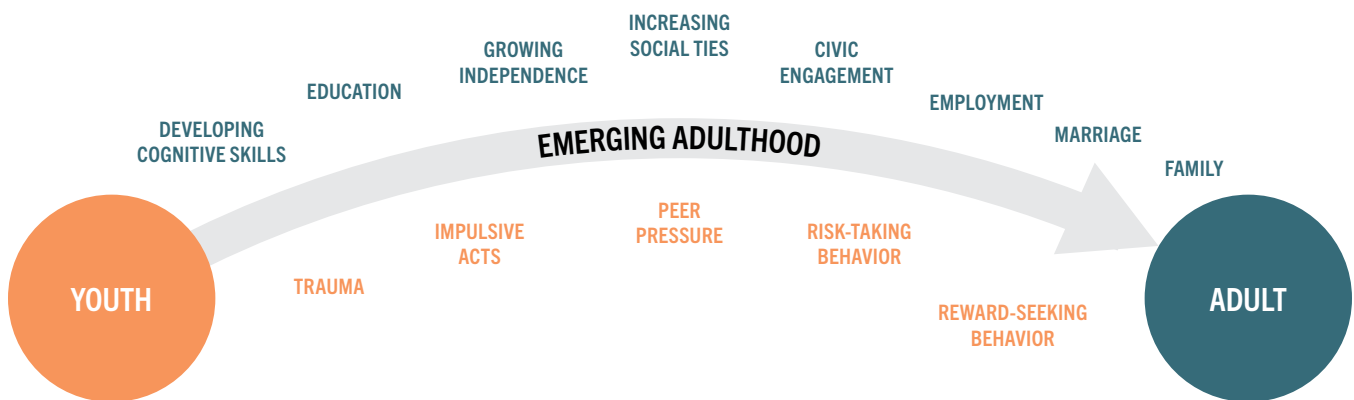 INCREASING
SOCIAL TIES
GROWING
INDEPENDENCE
CIVIC
ENGAGEMENT
EDUCATION
EMPLOYMENT
DEVELOPING
COGNITIVE SKILLS
MARRIAGE
FAMILY
EMERGING ADULTHOOD
PEER
PRESSURE
IMPULSIVE
ACTS
RISK-TAKING
BEHAVIOR
TRAUMA
REWARD-SEEKING
BEHAVIOR
YOUTH
ADULT